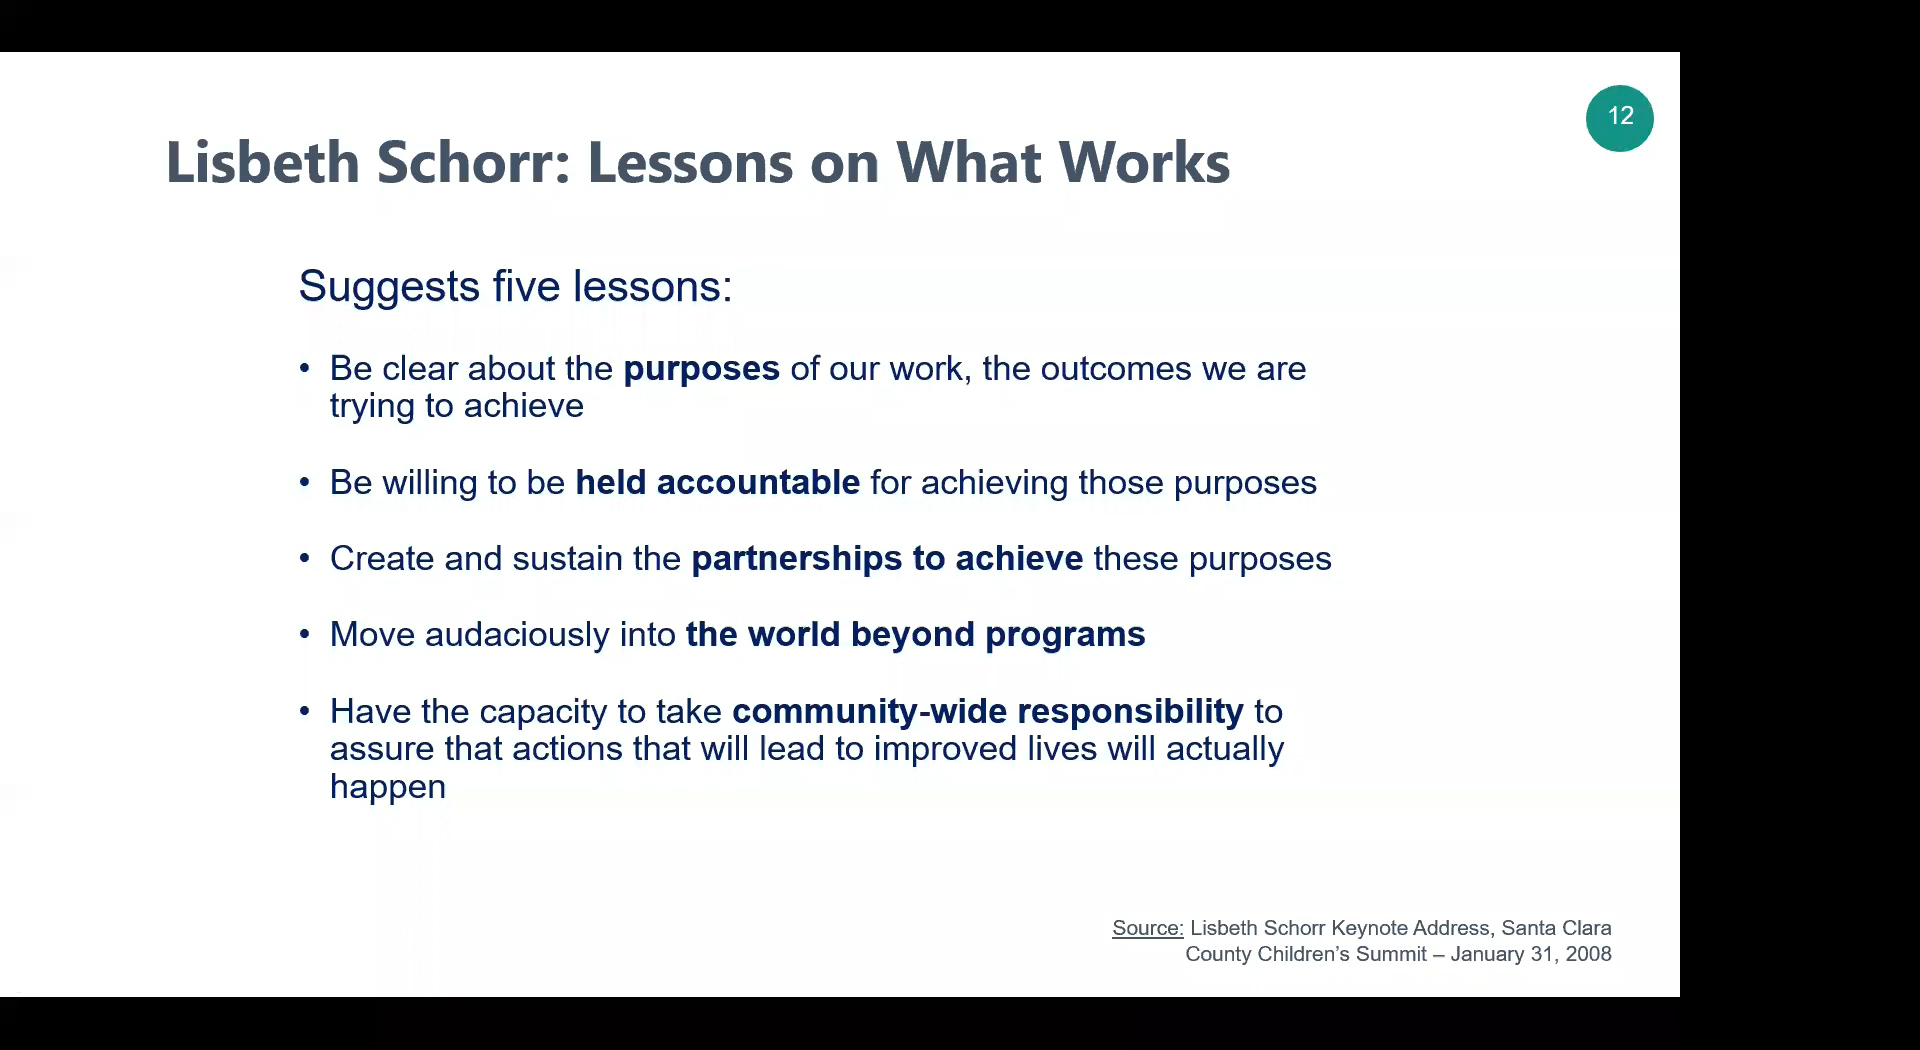 12
Lisbeth Schorr: Lessons on What Works
Suggests five lessons:
• Be clear about the purposes of our work, the outcomes we are
trying to achieve
• Be willing to be held accountable for achieving those purposes
• Create and sustain the partnerships to achieve these purposes
• Move audaciously into the world beyond programs
• Have the capacity to take community-wide responsibility to
assure that actions that will lead to improved lives will actually
happen
Source: Lisbeth Schorr Keynote Address, Santa Clara
County Children’s Summit – January 31, 2008